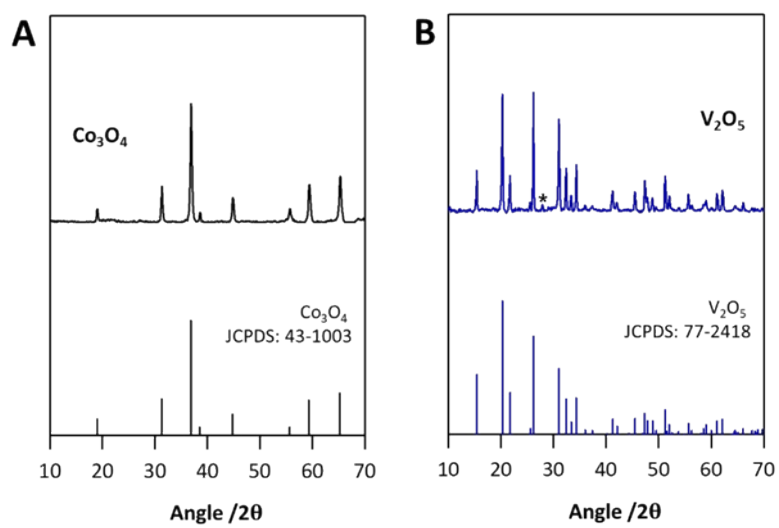 A
Co₃O₄
Co₃O₄
JCPDS: 43-1003
10 20 30 40 50 60 70
Angle /2θ
B
V₂O₅
*
V₂O₅
JCPDS: 77-2418
10 20 30 40 50 60 70
Angle /2θ